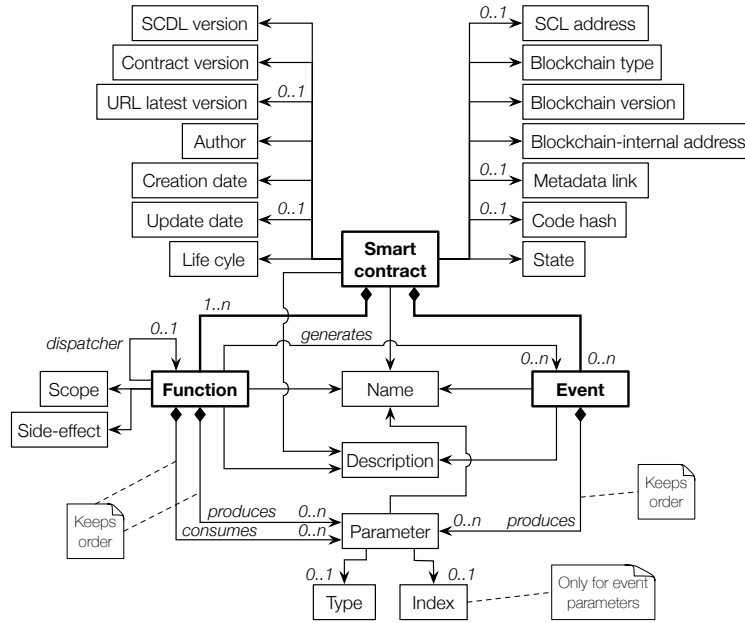 SCDL version
0..1
SCL address
Contract version
Blockchain type
URL latest version
0..1
Blockchain version
Author
Blockchain-internal address
Creation date
0..1
Metadata link
Update date
0..1
0..1
Code hash
Life cyle
Smart
contract
State
1..n
dispatcher
0..1
generates
0..n
0..n
Scope
Function
Name
Event
Side-effect
Description
Keeps
order
Keeps
order
produces
0..n
consumes
0..n
Parameter
0..n
produces
0..1
0..1
Type
Index
Only for event
parameters